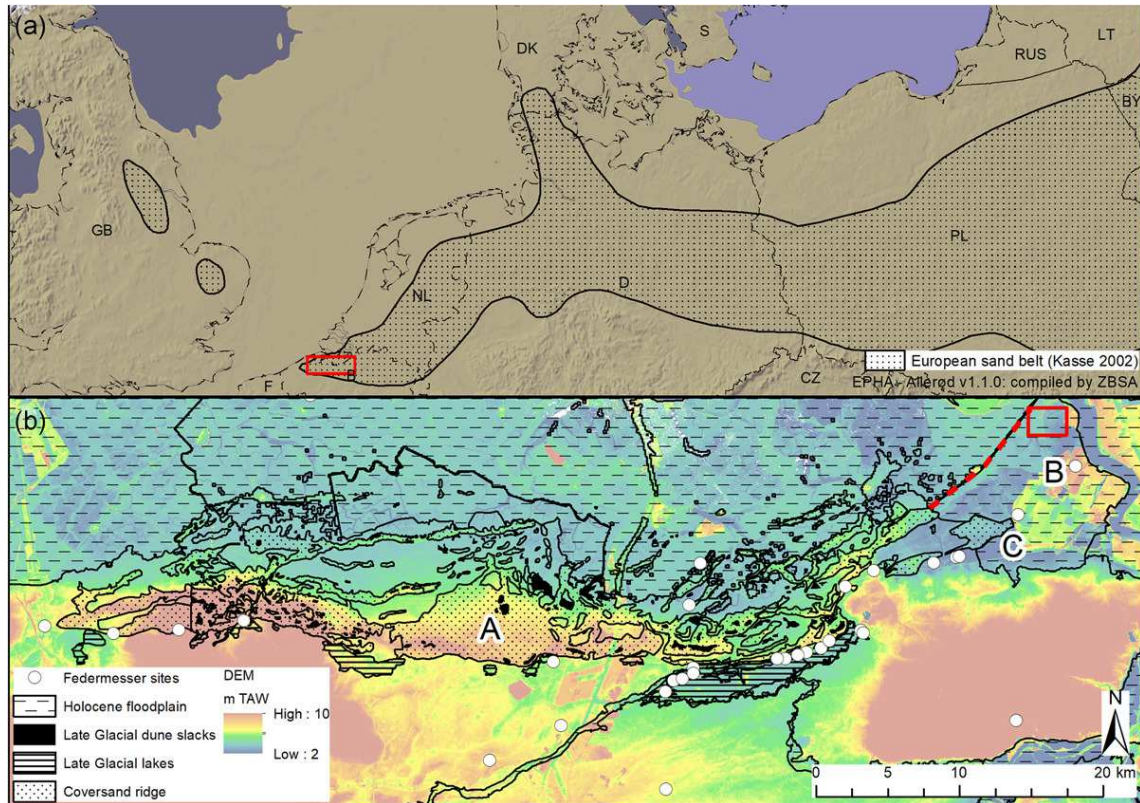 (a)
DK
S
RUS
LT
BY
GB
PL
NL
D
B
F
CZ
European sand belt (Kasse 2002)
EPHA - Allerød v1.1.0: compiled by ZBSA
(b)
B
C
A
Federmesser sites
Holocene floodplain
Late Glacial dune slacks
Late Glacial lakes
Coversand ridge
DEM
m TAW
High : 10
Low : 2
N
0 5 10 20 km